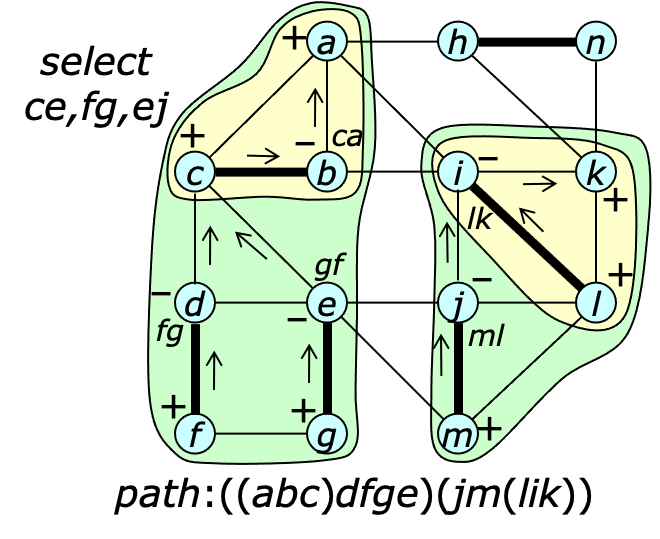 + a h n
select
ce,fg,ej
+ − ca
c b i − k
lk +
gf +
− d e j − l
fg − ml
+ + +
f g m
path:((abc)dfge)(jm(lik))